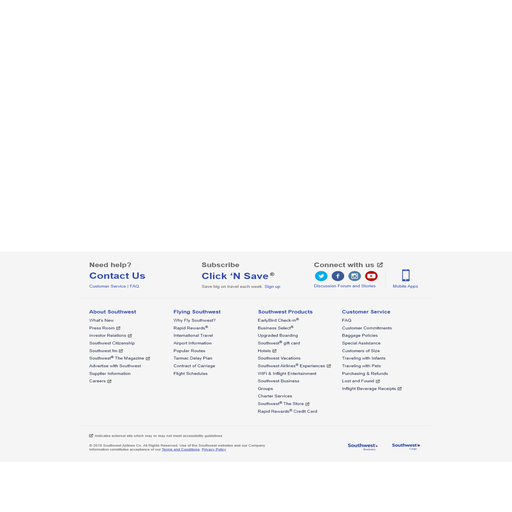 Need help?
Contact Us
Customer Service | FAQ
Subscribe
Click 'N Save®
Save big on travel each week. Sign up
Connect with us
Discussion Forum and Stories
Mobile Apps
About Southwest
What's New
Press Room
Investor Relations
Southwest Citizenship
Southwest
Southwest® The Magazine
Advertise with Southwest
Supplier Information
Careers
Flying Southwest
Why Fly Southwest?
Rapid Rewards®
International Travel
Airport Information
Popular Routes
Tarmac Delay Plan
Contract of Carriage
Flight Schedules
Southwest Products
EarlyBird Check-in®
Business Select®
Upgraded Boarding
Southwest® gift card
Hotels
Southwest Vacations
Southwest Airlines® Experiences
WiFi & Inflight Entertainment
Southwest Business
Groups
Charter Services
Southwest® The Store
Rapid Rewards® Credit Card
Customer Service
FAQ
Customer Commitments
Baggage Policies
Special Assistance
Customers of Size
Traveling with Infants
Traveling with Pets
Purchasing & Refunds
Lost and Found
Inflight Beverage Receipts
Indicates external site which may or may not meet accessibility guidelines
Southwest Airlines Co. All Rights Reserved. Use of the Southwest websites and our Company
Information constitutes acceptance of our Terms and Conditions. Privacy Policy
Southwest
Business
Southwest
Cargo